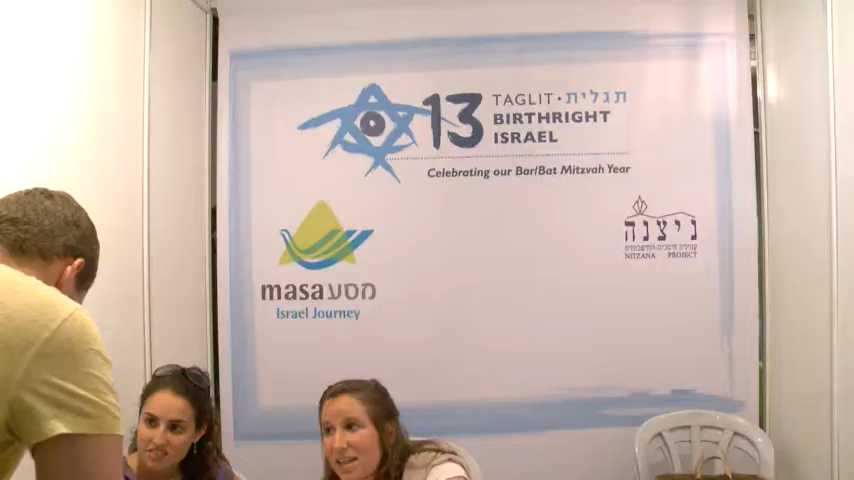 13
TAGLIT • תגלית
BIRTHRIGHT
ISRAEL
Celebrating our Bar/Bat Mitzvah Year
masa מסע
Israel Journey
ניצנה
NITZANA PROJECT